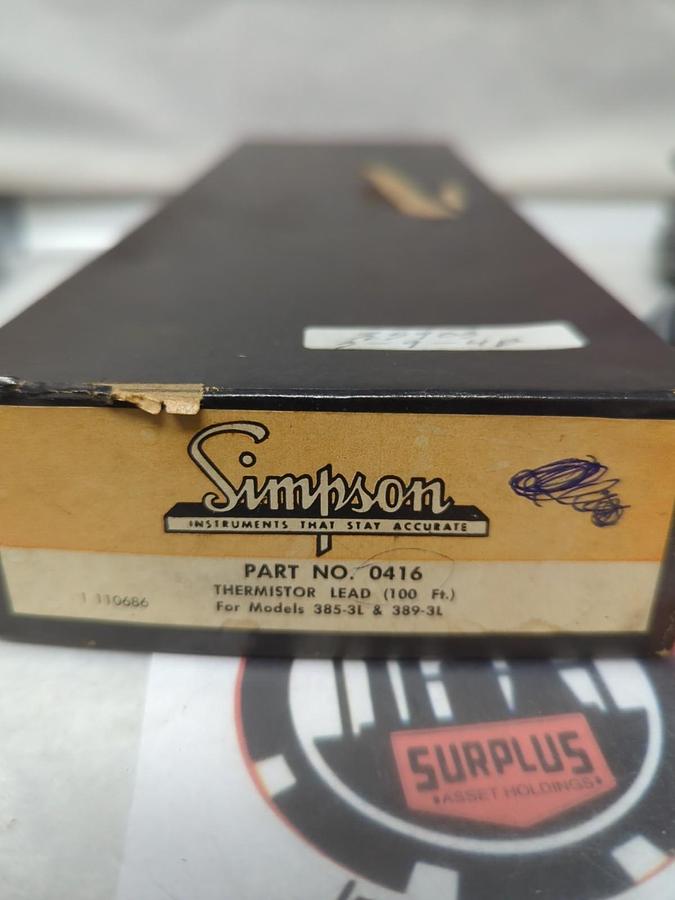 Simpson
INSTRUMENTS THAT STAY ACCURATE
PART NO. 0416
THERMISTOR LEAD (100 Ft.)
For Models 385-3L & 389-3L
110686
SURPLUS
ASSET HOLDINGS